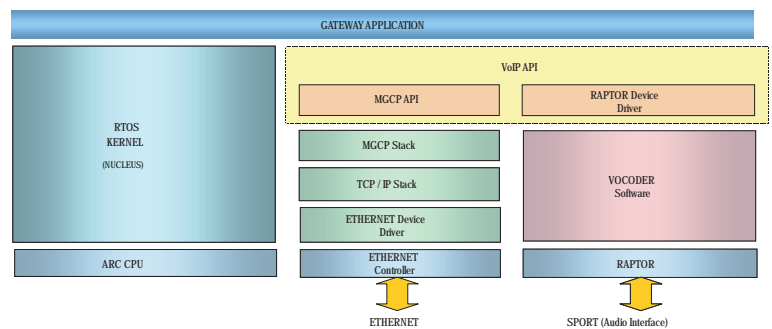 GATEWAY APPLICATION
VoIP API
MGCP API
RAPTOR Device
Driver
RTOS
KERNEL
(NUCLEUS)
MGCP Stack
TCP / IP Stack
ETHERNET Device
Driver
VOCODER
Software
ARC CPU
ETHERNET
Controller
RAPTOR
ETHERNET
SPORT (Audio Interface)